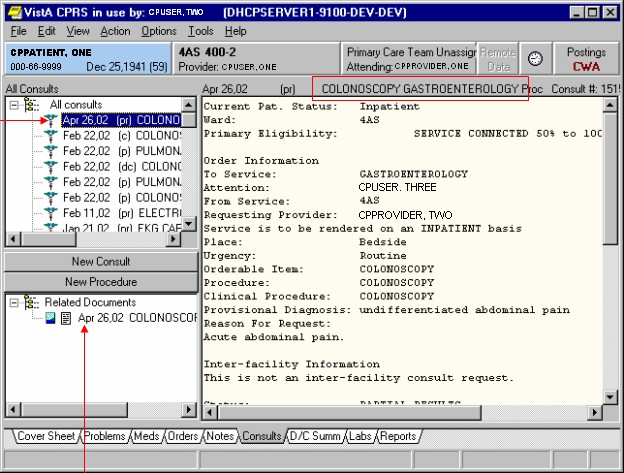 VistA CPRS in use by: CPUSER, TWO (DHCPSERVER1-9100-DEV-DEV)
File Edit View Action Options Tools Help
CPPATIENT, ONE 4AS 400-2 Primary Care Team Unassigr Remote Postings
000-66-9999 Dec 25,1941 (59) Provider: CPUSER,ONE Attending: CPPROVIDER,ONE Data CWA
All Consults Apr 26,02 (pr) COLONOSCOPY GASTROENTEROLOGY Proc Consult #: 151
All consults
Apr 26,02 (pr) COLONO
Feb 22,02 (c) COLONO
Feb 22,02 (p) PULMON
Feb 22,02 (dc) COLONO
Feb 22,02 (p) PULMON
Feb 22,02 (p) COLONO
Feb 11,02 (pr) ELECTR
Jan 21,02 (pr) EKG CAR
New Consult
New Procedure
Related Documents
Apr 26,02 COLONOSCOP
Current Pat. Status: Inpatient
Ward: 4AS
Primary Eligibility: SERVICE CONNECTED 50% to 100
Order Information
To Service: GASTROENTEROLOGY
Attention: CPUSER. THREE
From Service: 4AS
Requesting Provider: CPPROVIDER, TWO
Service is to be rendered on an INPATIENT basis
Place: Bedside
Urgency: Routine
Orderable Item: COLONOSCOPY
Procedure: COLONOSCOPY
Clinical Procedure: COLONOSCOPY
Provisional Diagnosis: undifferentiated abdominal pain
Reason For Request:
Acute abdominal pain.
Inter-facility Information
This is not an inter-facility consult request.
Status: PARTIAL RESULTS
Cover Sheet Problems Meds Orders Notes Consults D/C Summ Labs Reports